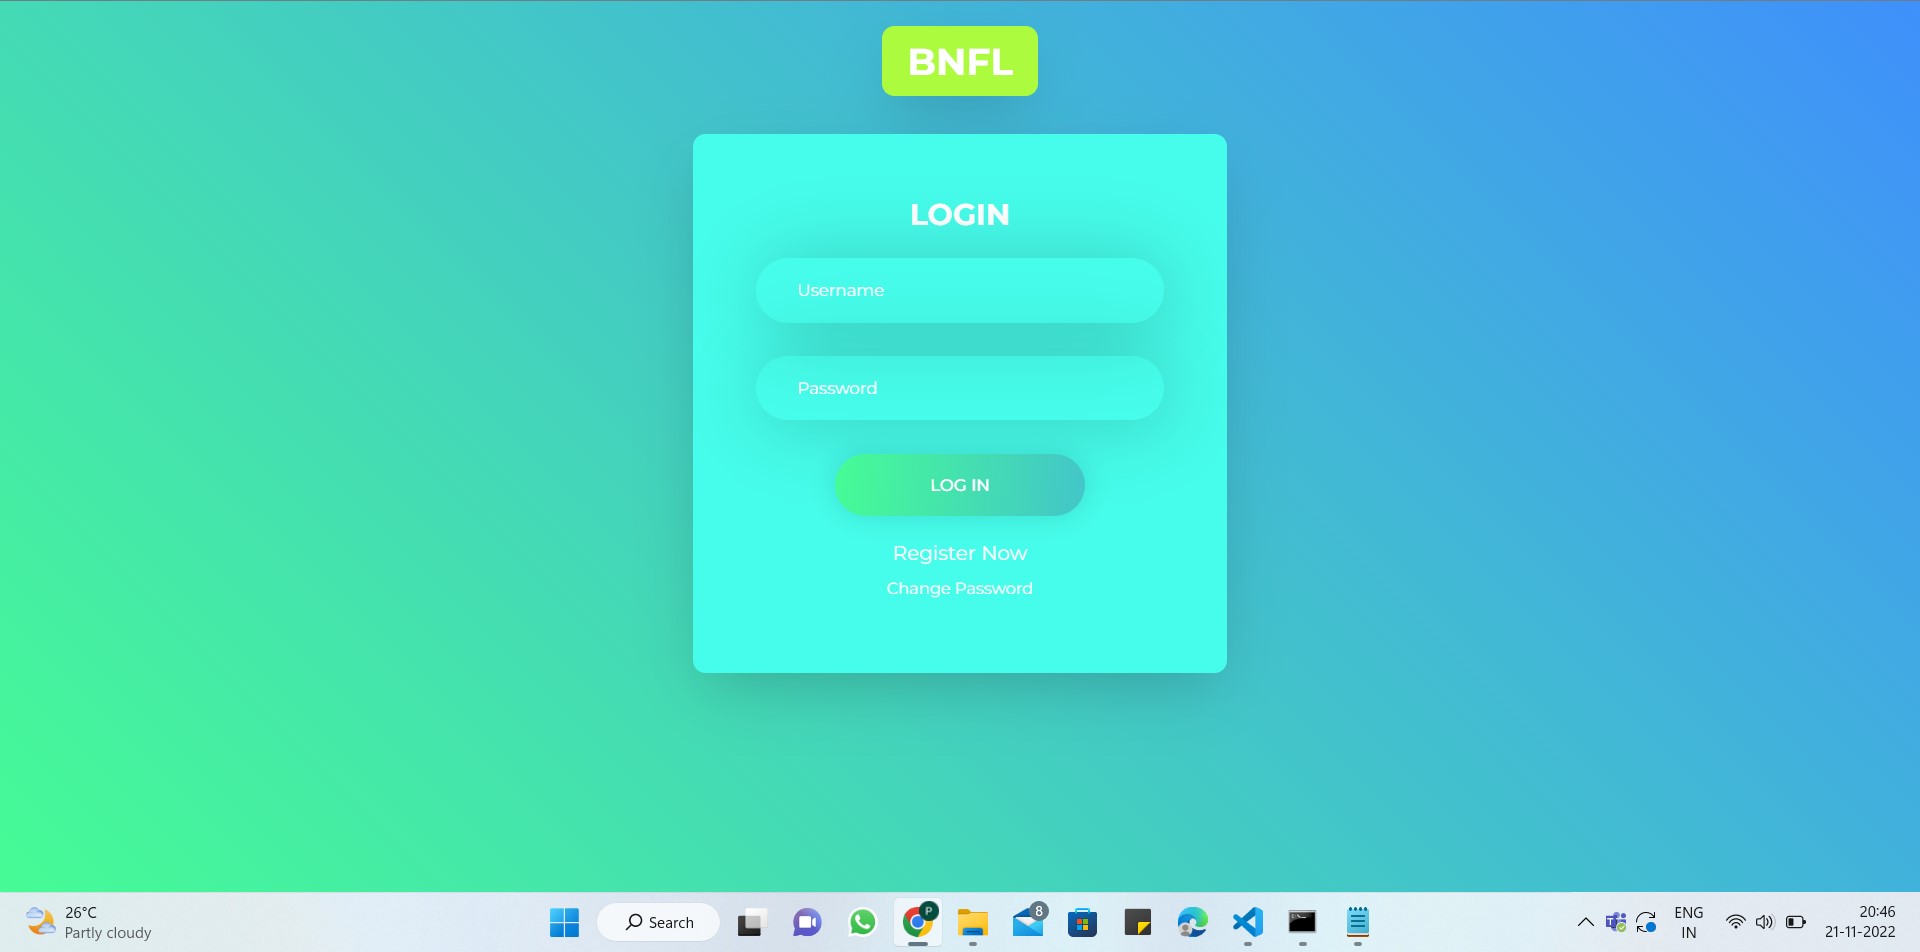 BNFL
LOGIN
Username
Password
LOG IN
Register Now
Change Password
26°C
Partly cloudy
Search
P
8
ENG
IN
20:46
21-11-2022